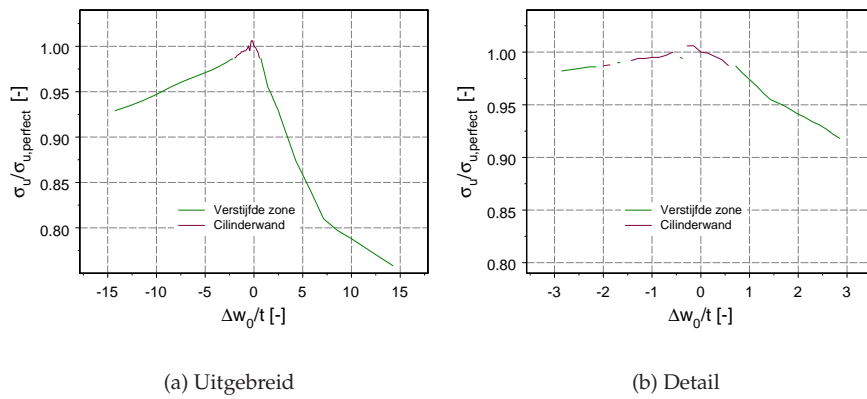 1.00
0.95
0.90
0.85
0.80
σu/σu,perfect [-]
Verstijfde zone
Cilinderwand
-15 -10 -5 0 5 10 15
Δw0/t [-]
(a) Uitgebreid
1.00
0.95
0.90
0.85
0.80
σu/σu,perfect [-]
Verstijfde zone
Cilinderwand
-3 -2 -1 0 1 2 3
Δw0/t [-]
(b) Detail